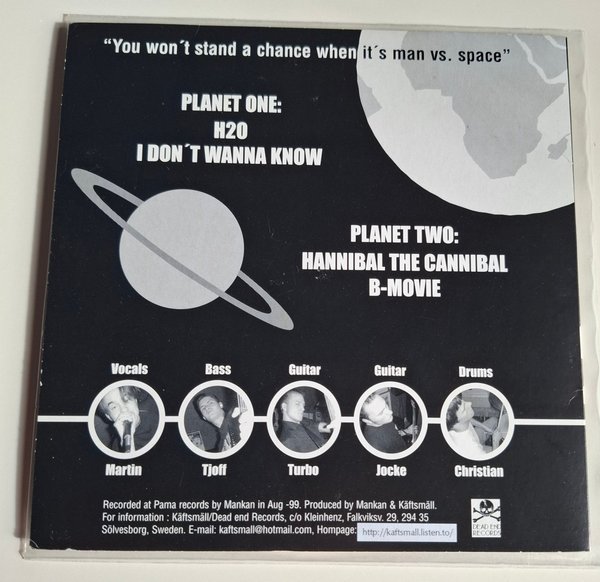 “You won´t stand a chance when it´s man vs. space”
PLANET ONE:
H2O
I DON´T WANNA KNOW
PLANET TWO:
HANNIBAL THE CANNIBAL
B-MOVIE
Vocals Bass Guitar Guitar Drums
Martin Tjoff Turbo Jocke Christian
Recorded at Pama records by Mankan in Aug -99. Produced by Mankan & Käftsmäll.
For information : Käftsmäll/Dead end Records, c/o Kleinhenz, Falkviksv. 29, 294 35
Sölvesborg, Sweden. E-mail: kaftsmall@hotmail.com, Hompage: http://kaftsmall.listen.to/
DEAD END
RECORDS